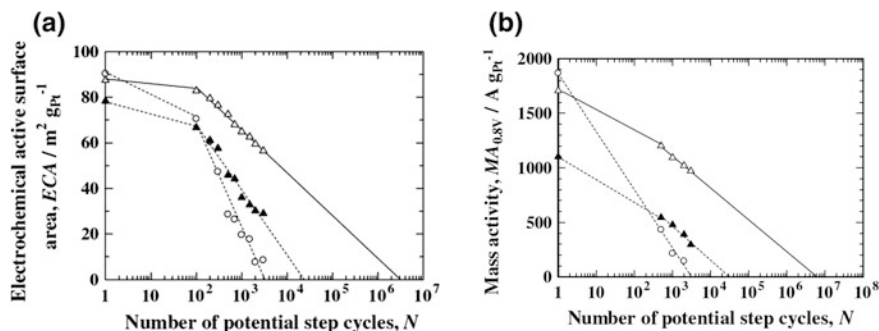 (a)
Electrochemical active surface
area, ECA / m² gPt⁻¹
100
80
60
40
20
0
1 10 10² 10³ 10⁴ 10⁵ 10⁶ 10⁷
Number of potential step cycles, N
(b)
Mass activity, MA0.8V / A gPt⁻¹
2000
1500
1000
500
0
1 10 10² 10³ 10⁴ 10⁵ 10⁶ 10⁷ 10⁸
Number of potential step cycles, N